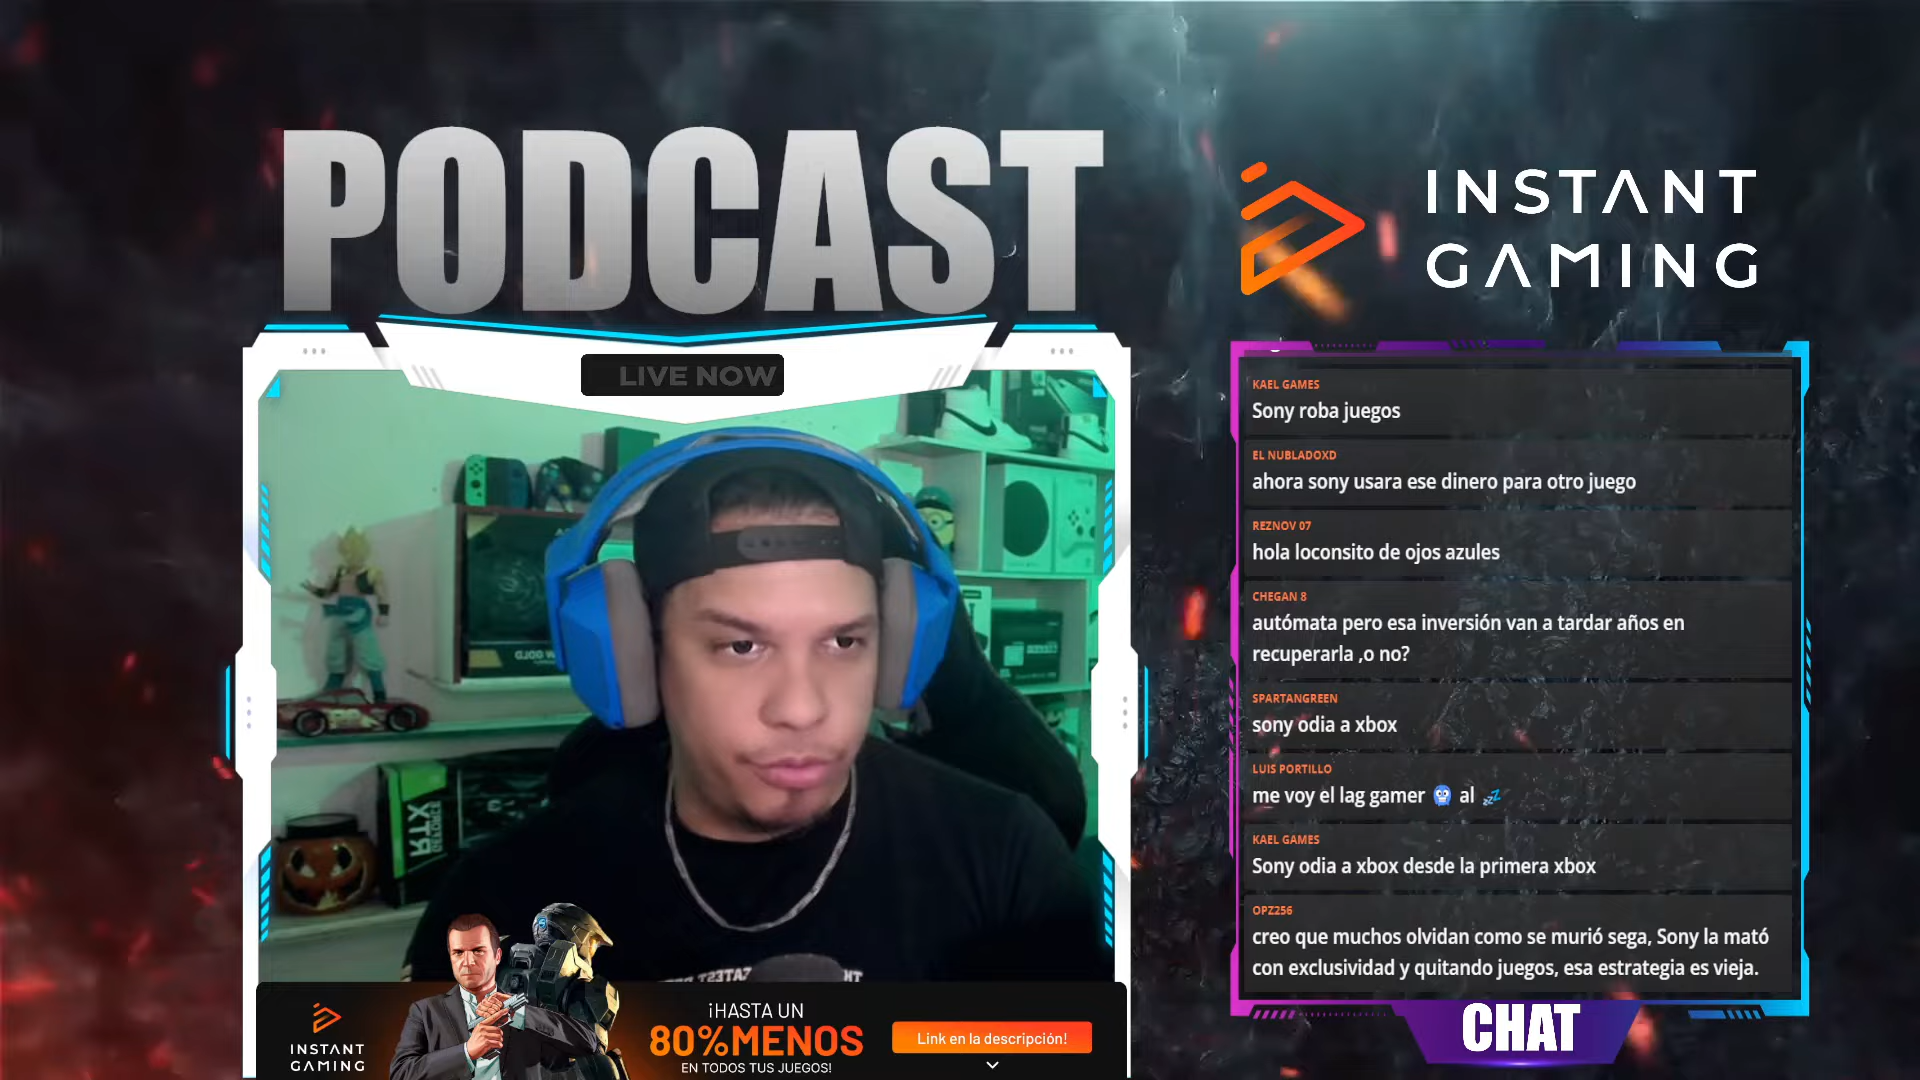 PODCAST
INSTANT
GAMING
LIVE NOW
KAEL GAMES
Sony roba juegos
EL NUBLADOXD
ahora sony usara ese dinero para otro juego
REZNOV 07
hola loconsito de ojos azules
CHEGAN 8
autómata pero esa inversión van a tardar años en
recuperarla ,o no?
SPARTANGREEN
sony odia a xbox
LUIS PORTILLO
me voy el lag gamer al 💤
KAEL GAMES
Sony odia a xbox desde la primera xbox
OPZ256
creo que muchos olvidan como se murió sega, Sony la mató
con exclusividad y quitando juegos, esa estrategia es vieja.
CHAT
RTX
INSTANT
GAMING
¡HASTA UN
80%MENOS
EN TODOS TUS JUEGOS!
Link en la descripción!